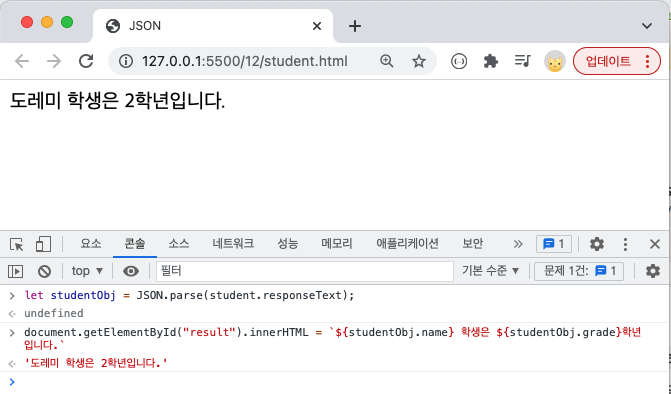 JSON
127.0.0.1:5500/12/student.html
업데이트
도레미 학생은 2학년입니다.
요소 콘솔 소스 네트워크 성능 메모리 애플리케이션 보안 » 1
top ▼ 필터 기본 수준 ▼ 문제 1건: 1
> let studentObj = JSON.parse(student.responseText);
undefined
> document.getElementById("result").innerHTML = `${studentObj.name} 학생은 ${studentObj.grade}학년
입니다.`
'도레미 학생은 2학년입니다.'
>